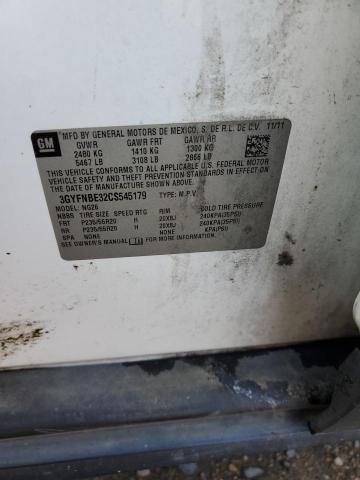 GM
MFD BY GENERAL MOTORS DE MEXICO, S. DE R.L. DE C.V. 11/11
GVWR GAWR FRT GAWR RR
2480 KG 1410 KG 1300 KG
5467 LB 3108 LB 2866 LB
THIS VEHICLE CONFORMS TO ALL APPLICABLE U.S. FEDERAL MOTOR
VEHICLE SAFETY, BUMPER, AND THEFT PREVENTION STANDARDS IN EFFECT ON
THE DATE OF MANUFACTURE SHOWN ABOVE.
3GYFNBE32CS545179 TYPE: M.P.V.
NG26
NBBS TIRE SIZE SPEED RTG RIM COLD TIRE PRESSURE
FRT P235/55R20 H 20X8J 240KPA(35PSI)
RR P235/55R20 H 20X8J 240KPA(35PSI)
SPA NONE NONE KPA(PSI)
SEE OWNER'S MANUAL